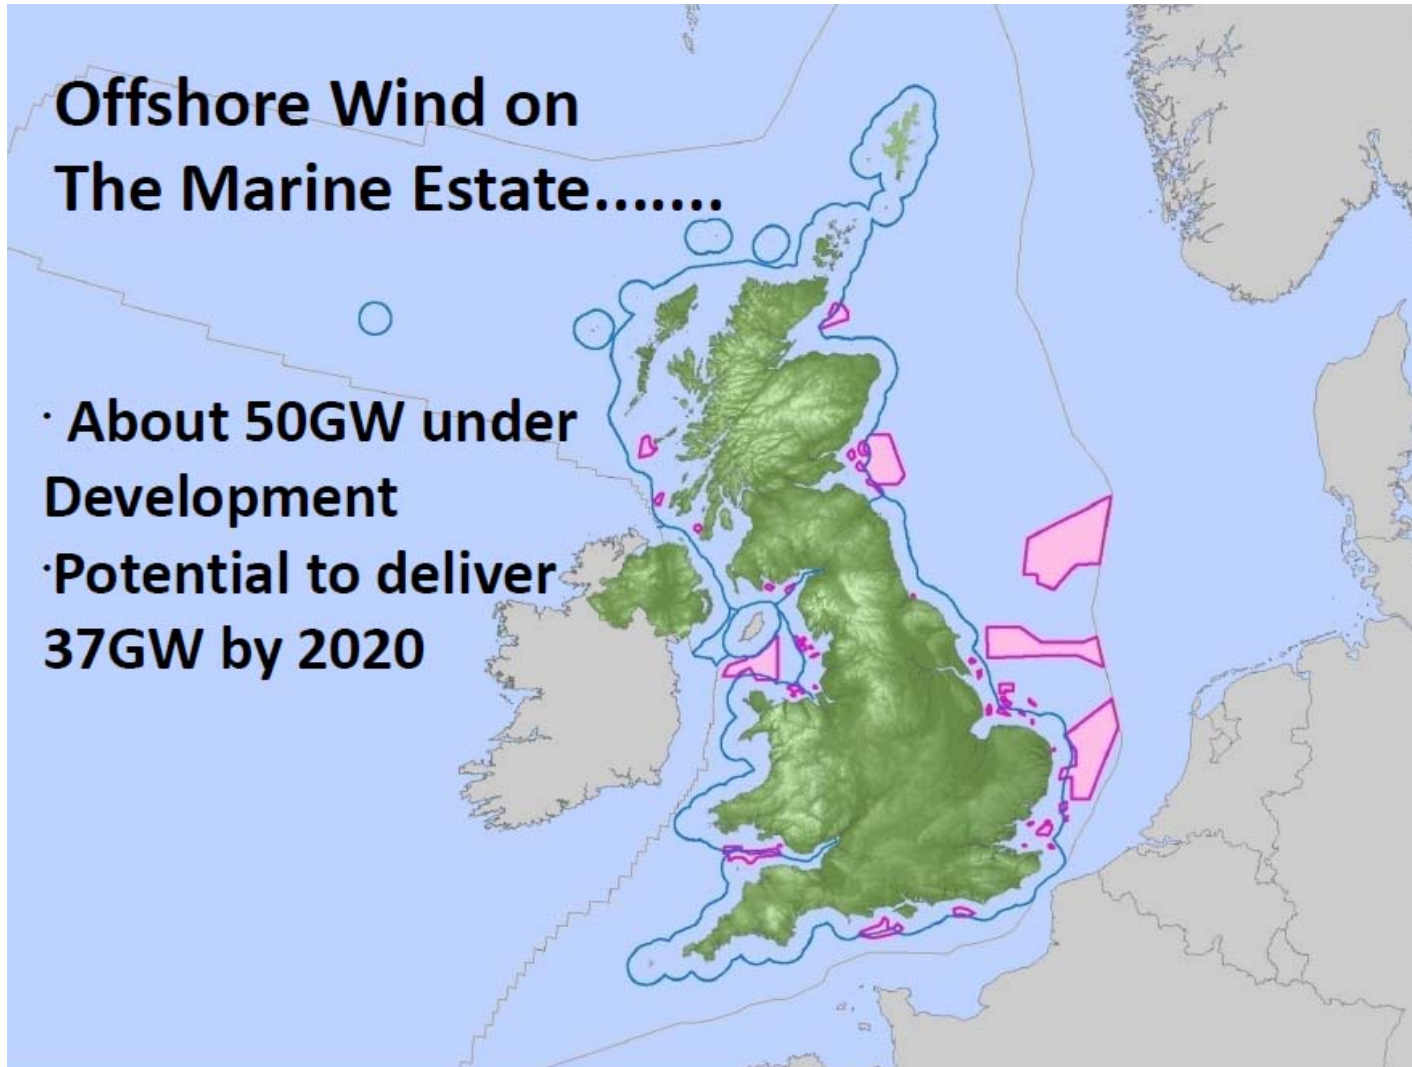 Offshore Wind on
The Marine Estate.......
· About 50GW under
Development
·Potential to deliver
37GW by 2020